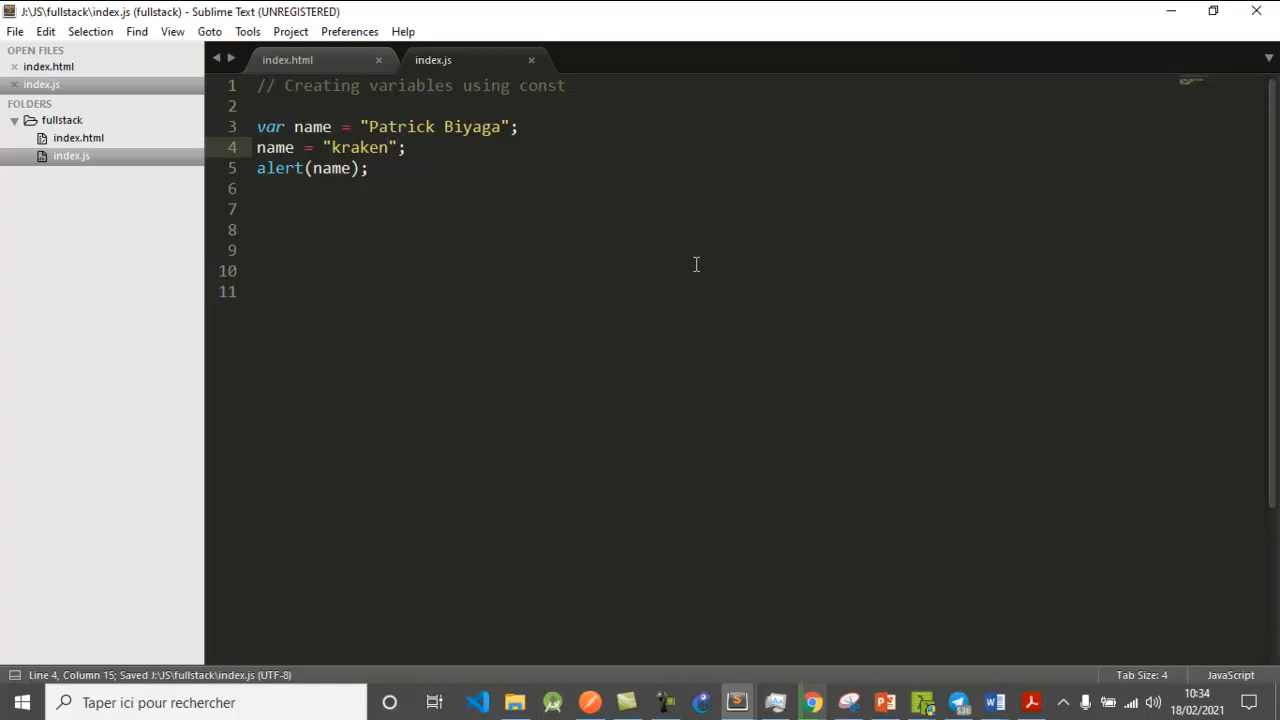 J:\JS\fullstack\index.js (fullstack) - Sublime Text (UNREGISTERED)
File Edit Selection Find View Goto Tools Project Preferences Help
OPEN FILES
index.html
index.js
FOLDERS
fullstack
index.html
index.js
index.html
index.js
1 // Creating variables using const
2
3 var name = "Patrick Biyaga";
4 name = "kraken";
5 alert(name);
6
7
8
9
10
11
Line 4, Column 15; Saved J:\JS\fullstack\index.js (UTF-8)
Tab Size: 4
JavaScript
Taper ici pour rechercher
10:34
18/02/2021